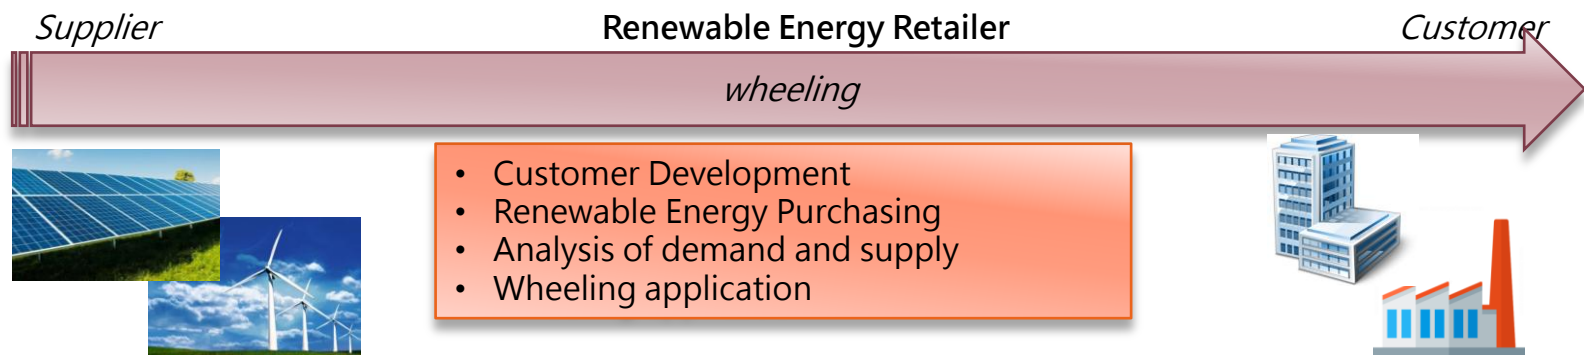 Supplier
Renewable Energy Retailer
Customer
wheeling
• Customer Development
• Renewable Energy Purchasing
• Analysis of demand and supply
• Wheeling application